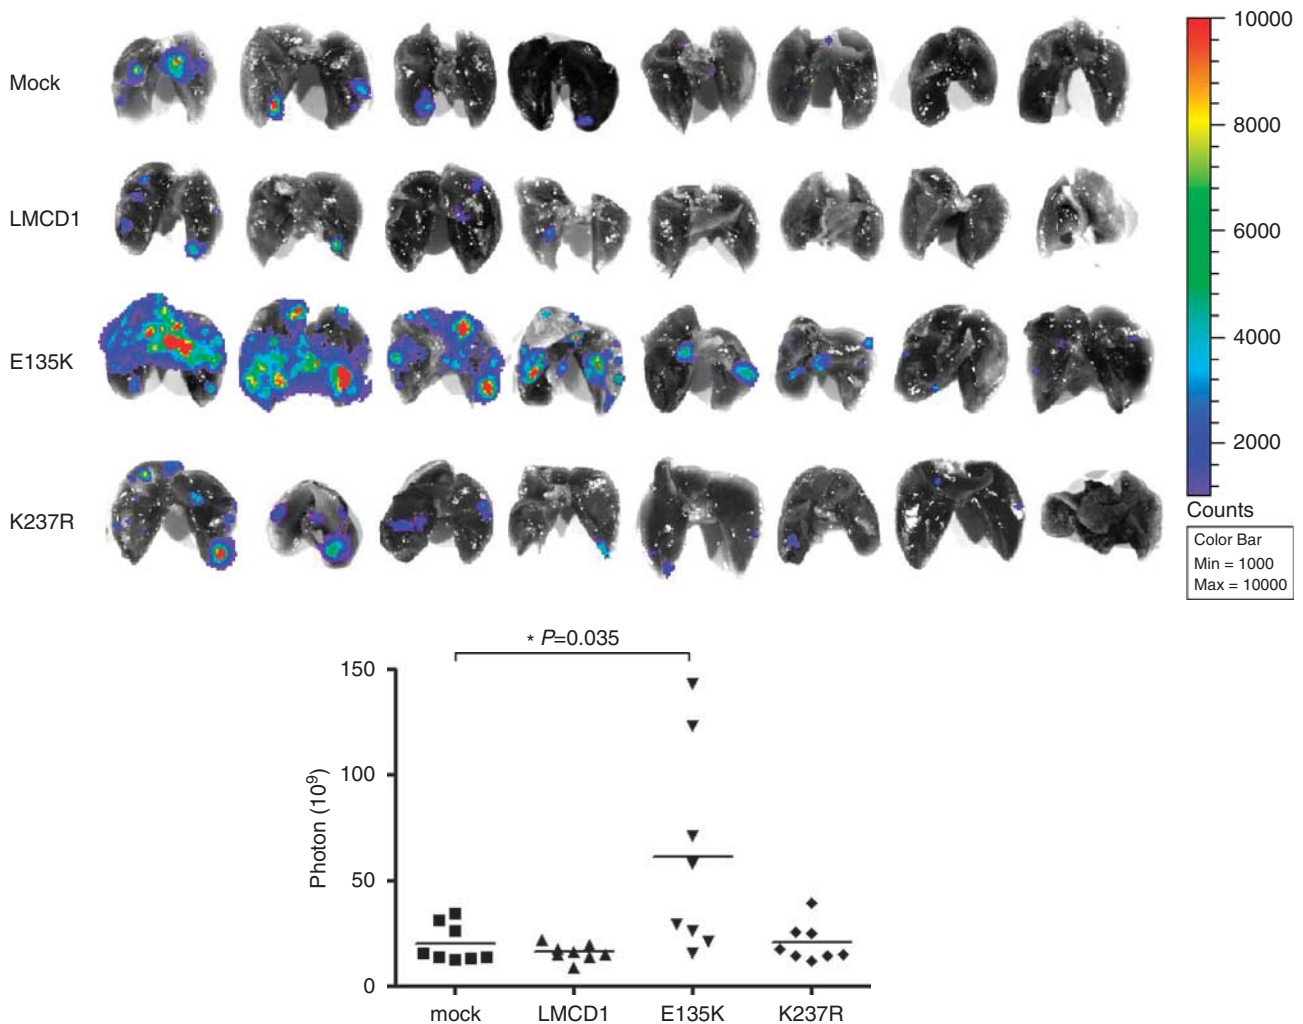 Mock
LMCD1
E135K
K237R
10000
8000
6000
4000
2000
Counts
Color Bar
Min = 1000
Max = 10000
* P=0.035
Photon (10⁹)
150
100
50
0
mock
LMCD1
E135K
K237R